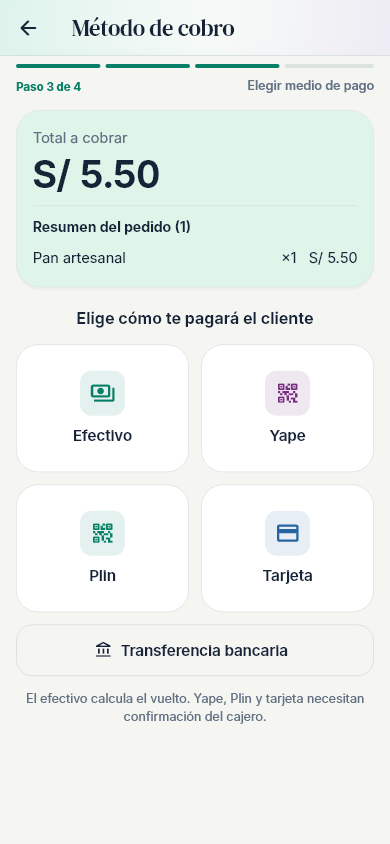 Método de cobro
Paso 3 de 4
Elegir medio de pago
Total a cobrar
S/ 5.50
Resumen del pedido (1)
Pan artesanal ×1 S/ 5.50
Elige cómo te pagará el cliente
Efectivo
Yape
Plin
Tarjeta
Transferencia bancaria
El efectivo calcula el vuelto. Yape, Plin y tarjeta necesitan
confirmación del cajero.